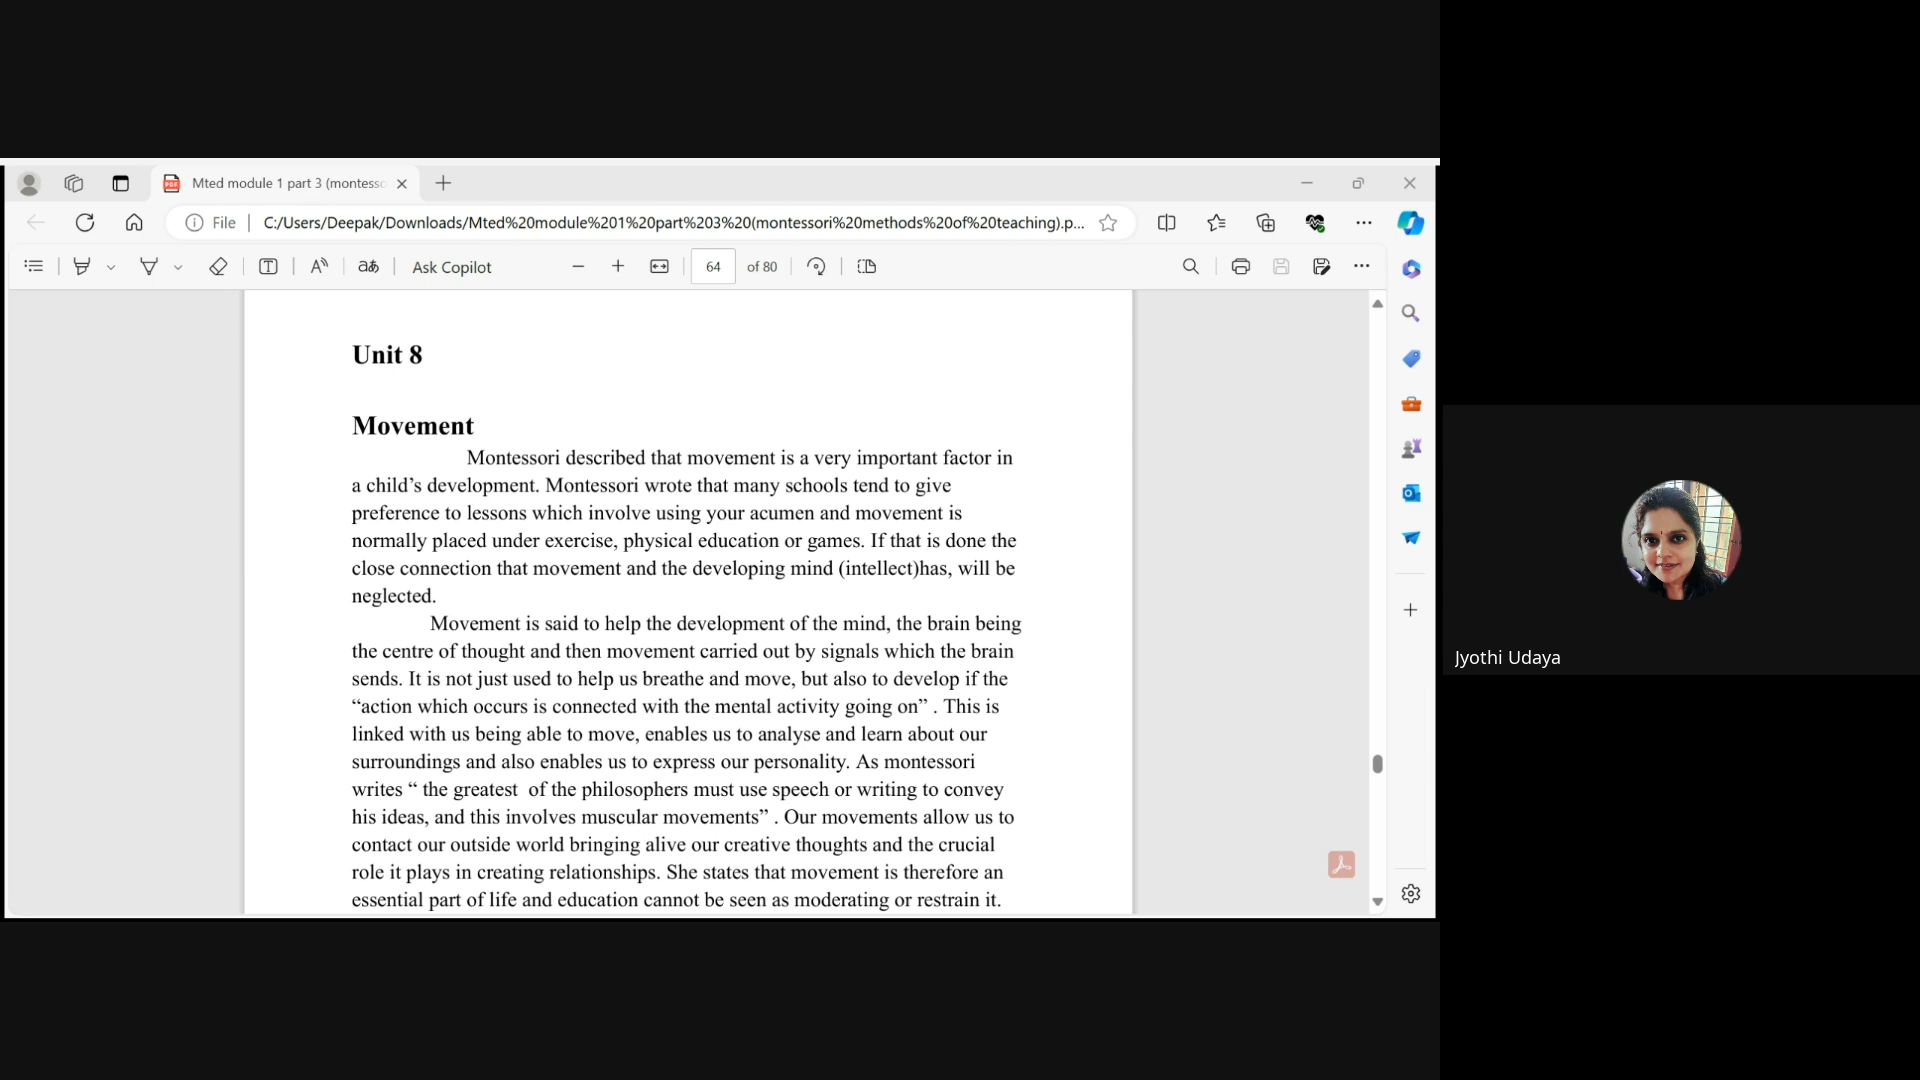 Mted module 1 part 3 (montesso
File
C:/Users/Deepak/Downloads/Mted%20module%201%20part%203%20(montessori%20methods%20of%20teaching).p...
Ask Copilot
64
of 80
Unit 8
Movement
Montessori described that movement is a very important factor in
a child’s development. Montessori wrote that many schools tend to give
preference to lessons which involve using your acumen and movement is
normally placed under exercise, physical education or games. If that is done the
close connection that movement and the developing mind (intellect)has, will be
neglected.
Movement is said to help the development of the mind, the brain being
the centre of thought and then movement carried out by signals which the brain
sends. It is not just used to help us breathe and move, but also to develop if the
“action which occurs is connected with the mental activity going on” . This is
linked with us being able to move, enables us to analyse and learn about our
surroundings and also enables us to express our personality. As montessori
writes “ the greatest  of the philosophers must use speech or writing to convey
his ideas, and this involves muscular movements” . Our movements allow us to
contact our outside world bringing alive our creative thoughts and the crucial
role it plays in creating relationships. She states that movement is therefore an
essential part of life and education cannot be seen as moderating or restrain it.
Jyothi Udaya